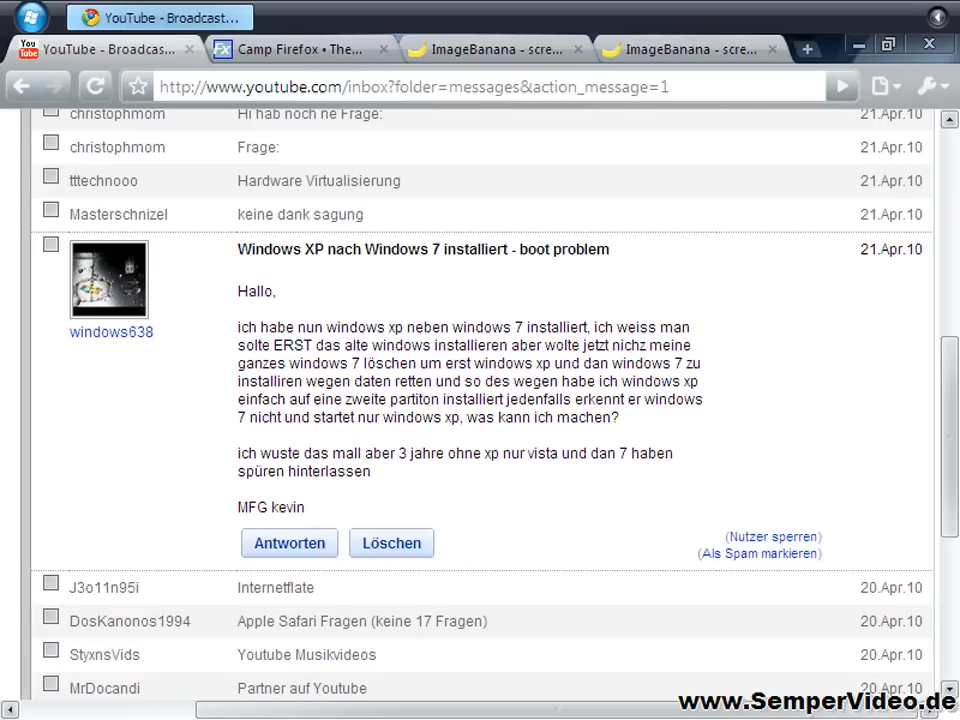 YouTube - Broadcast...
YouTube - Broadcas...
Camp Firefox • The...
ImageBanana - scre...
ImageBanana - scre...
http://www.youtube.com/inbox?folder=messages&action_message=1
christophmom Hi hab noch ne Frage: 21.Apr.10
christophmom Frage: 21.Apr.10
tttechnooo Hardware Virtualisierung 21.Apr.10
Masterschnizel keine dank sagung 21.Apr.10
Windows XP nach Windows 7 installiert - boot problem 21.Apr.10
windows638
Hallo,
ich habe nun windows xp neben windows 7 installiert, ich weiss man
solte ERST das alte windows installieren aber wolte jetzt nichz meine
ganzes windows 7 löschen um erst windows xp und dan windows 7 zu
installiren wegen daten retten und so des wegen habe ich windows xp
einfach auf eine zweite partiton installiert jedenfalls erkennt er windows
7 nicht und startet nur windows xp, was kann ich machen?
ich wuste das mall aber 3 jahre ohne xp nur vista und dan 7 haben
spüren hinterlassen
MFG kevin
Antworten Löschen
(Nutzer sperren)
(Als Spam markieren)
J3o11n95i Internetflate 20.Apr.10
DosKanonos1994 Apple Safari Fragen (keine 17 Fragen) 20.Apr.10
StyxnsVids Youtube Musikvideos 20.Apr.10
MrDocandi Partner auf Youtube 20.Apr.10
www.SemperVideo.de